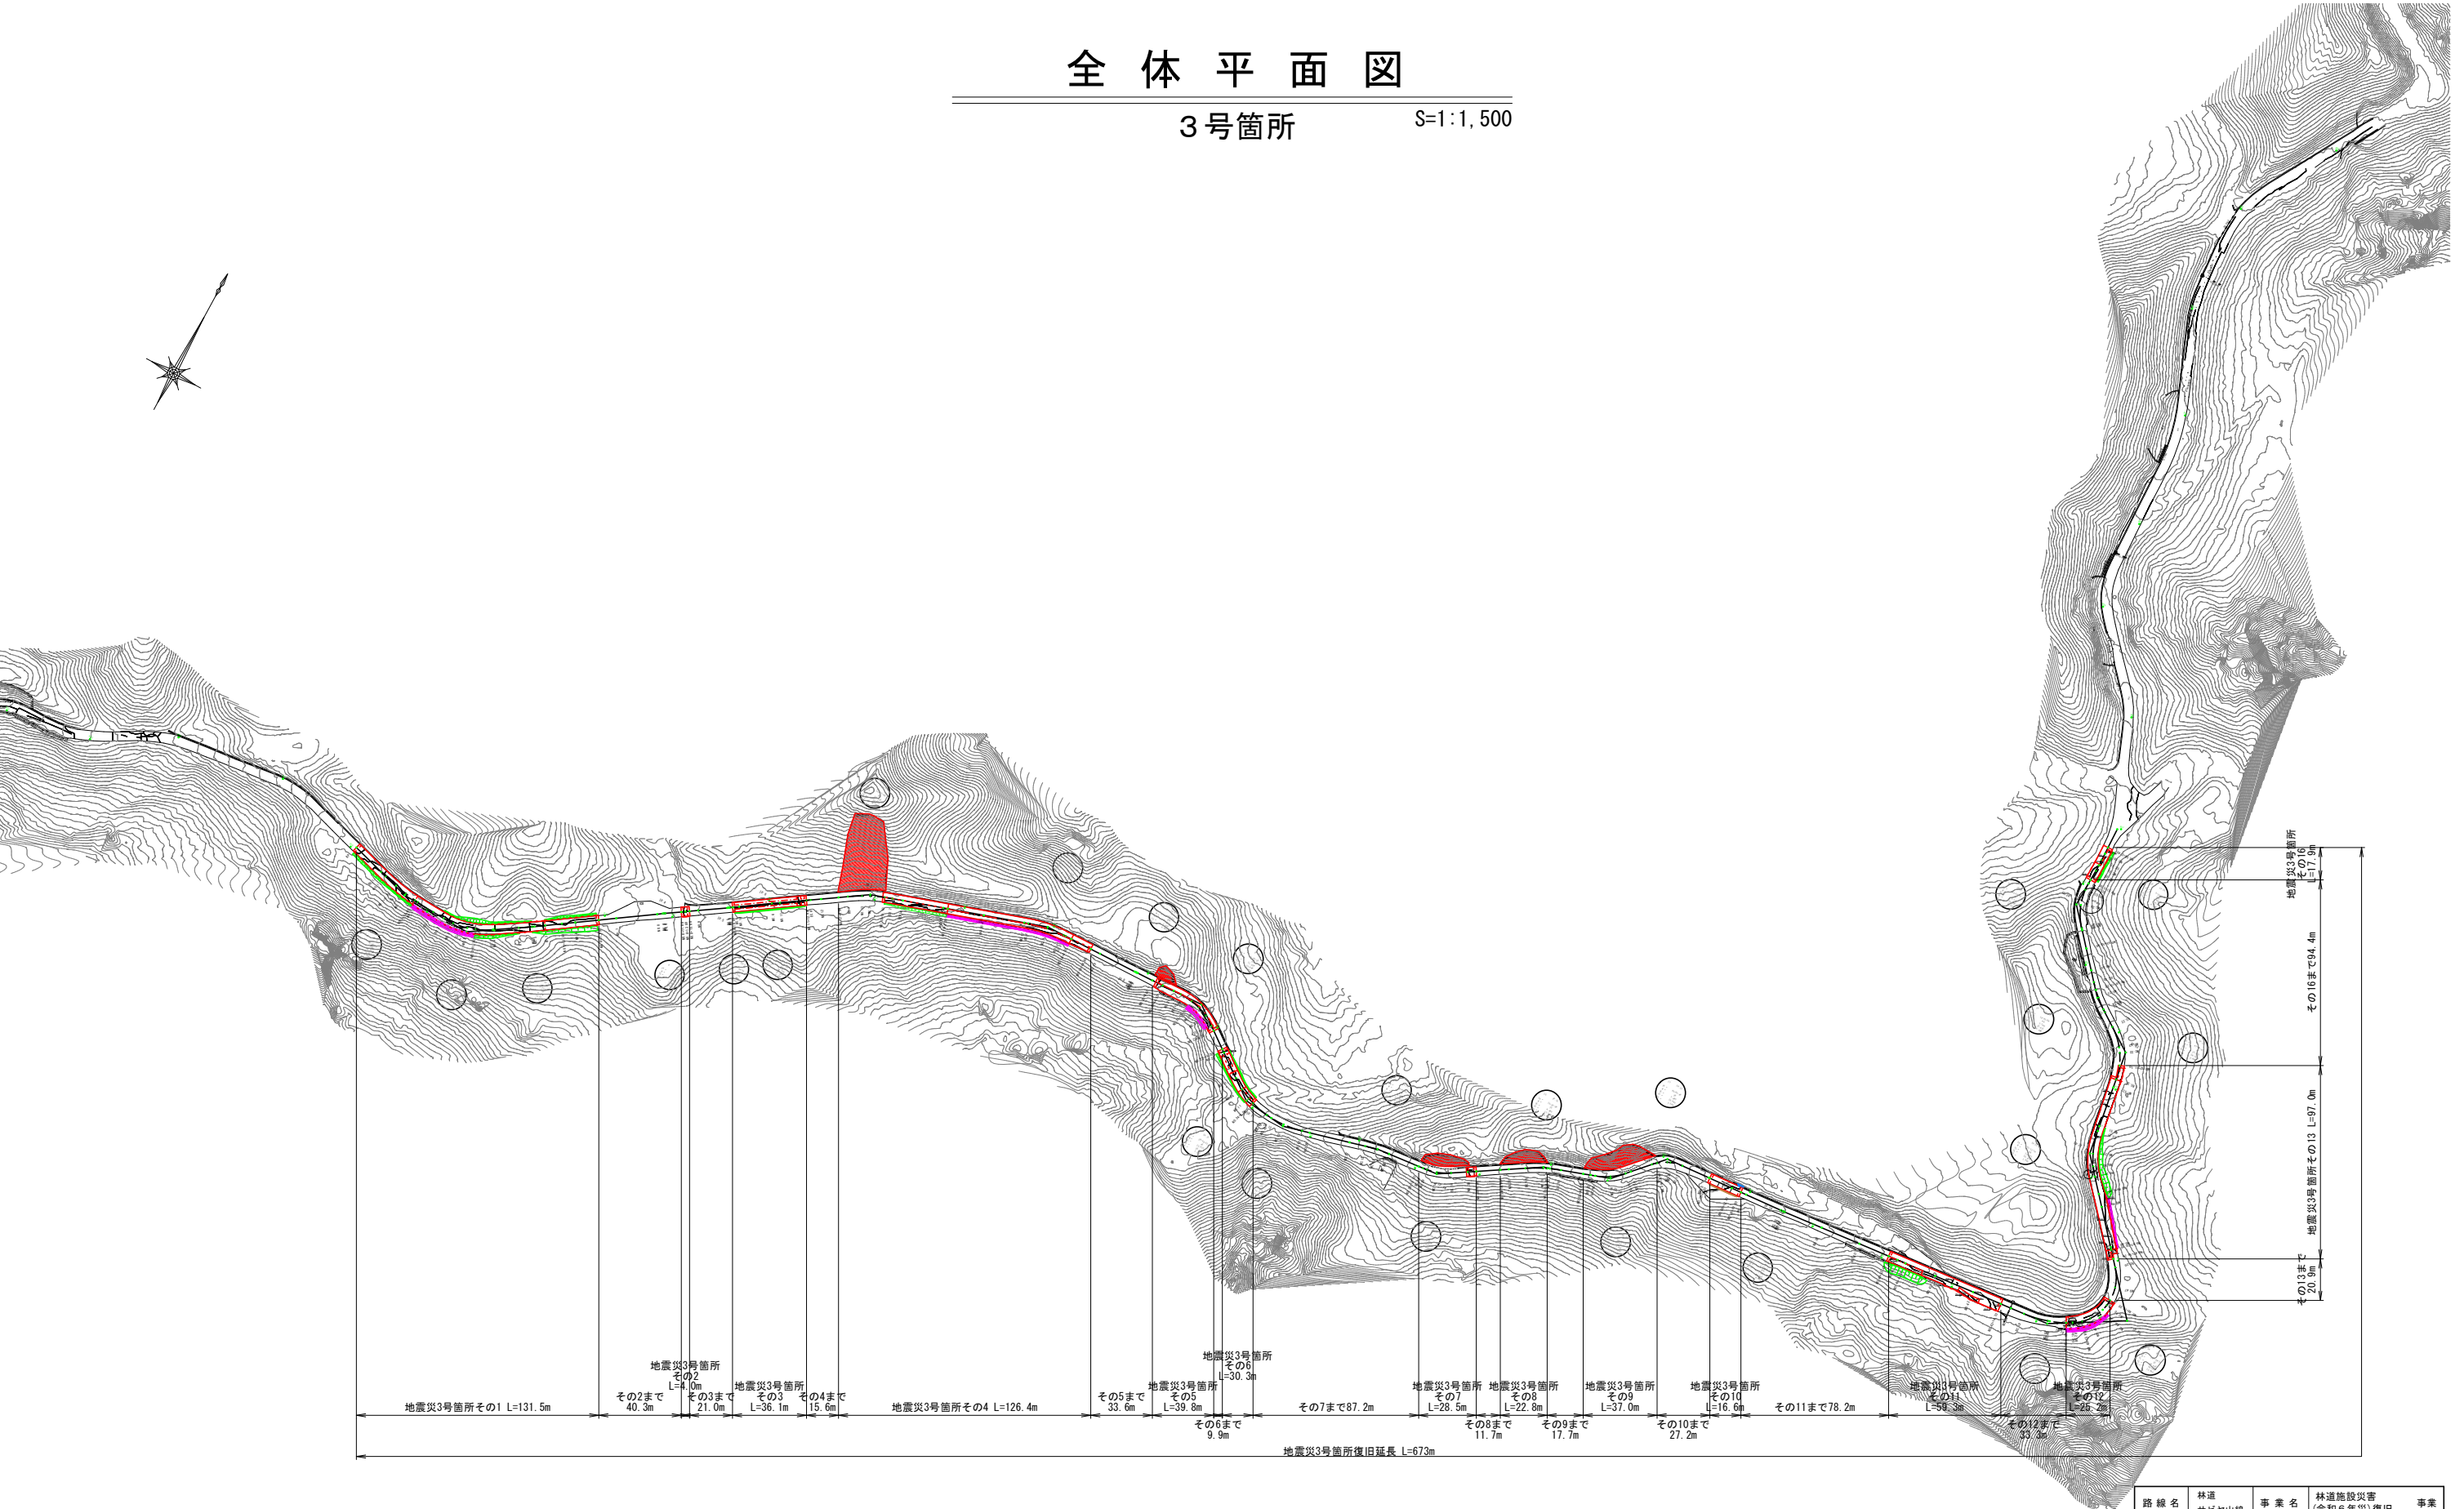 全体平面図
3号箇所
S=1:1,500
地震災3号箇所
その16
L=17.9m
その16まで94.4m
地震災3号箇所その13 L=97.0m
その13まで
20.9m
地震災3号箇所その1 L=131.5m
その2まで
40.3m
地震災3号箇所
その2
L=4.0m
その3まで
21.0m
地震災3号箇所
その3
L=36.1m
その4まで
15.6m
地震災3号箇所その4 L=126.4m
その5まで
33.6m
地震災3号箇所
その5
L=39.8m
その6まで
9.9m
地震災3号箇所
その6
L=30.3m
その7まで87.2m
地震災3号箇所
その7
L=28.5m
その8まで
11.7m
地震災3号箇所
その8
L=22.8m
その9まで
17.7m
地震災3号箇所
その9
L=37.0m
その10まで
27.2m
地震災3号箇所
その10
L=16.6m
その11まで78.2m
地震災3号箇所
その11
L=59.3m
その12まで
33.3m
地震災3号箇所
その12
L=25.2m
地震災3号箇所復旧延長 L=673m
路線名
林道
事業名
林道施設災害
(令和6年災)復旧
事業